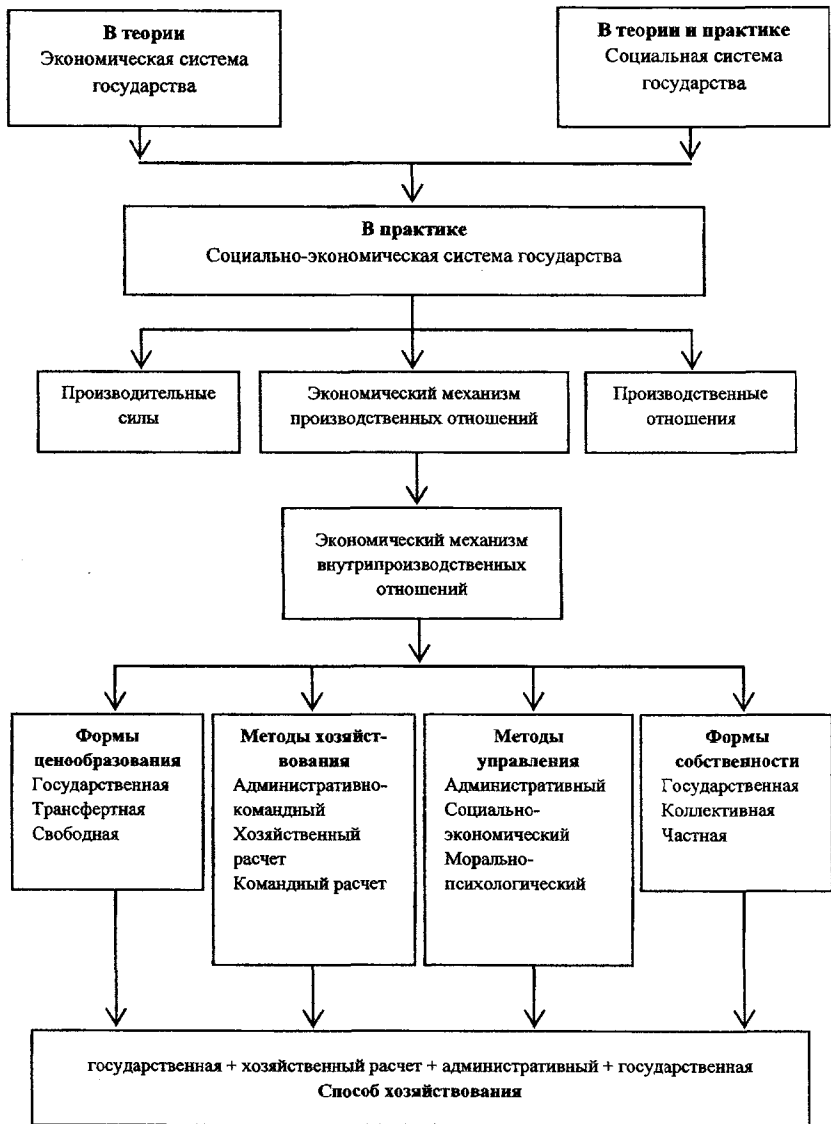 В теории
Экономическая система
государства
В теории и практике
Социальная система
государства
В практике
Социально-экономическая система государства
Производительные
силы
Экономический механизм
производственных отношений
Производственные
отношения
Экономический механизм
внутрипроизводственных
отношений
Формы
ценообразования
Государственная
Трансфертная
Свободная
Методы хозяйст-
вования
Административно-
командный
Хозяйственный
расчет
Командный расчет
Методы
управления
Административный
Социально-
экономический
Морально-
психологический
Формы
собственности
Государственная
Коллективная
Частная
государственная + хозяйственный расчет + административный + государственная
Способ хозяйствования